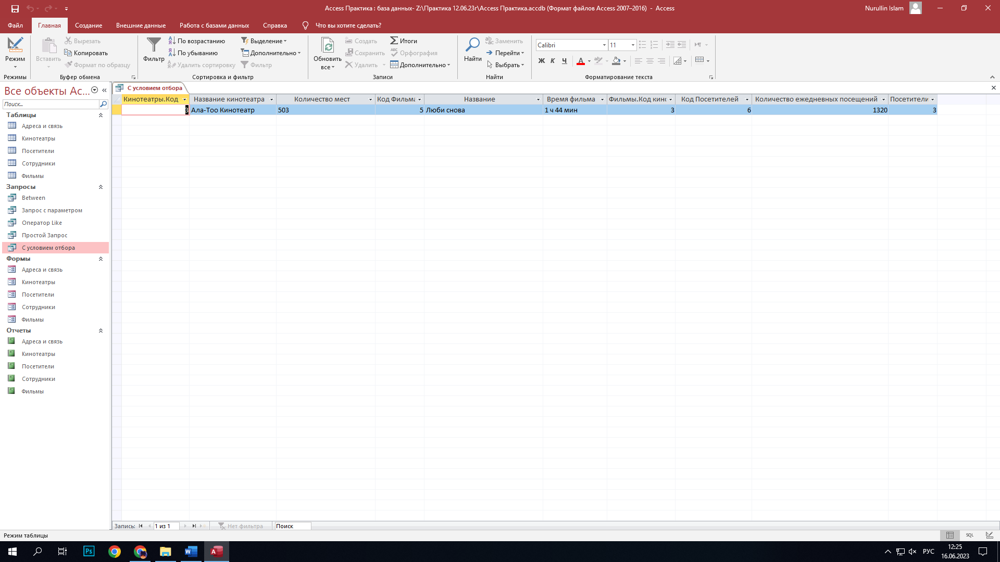 Access Практика : база данных- Z:\Практика 12.06.23г\Access Практика.accdb (Формат файлов Access 2007–2016) - Access
Nurullin Islam
Файл Главная Создание Внешние данные Работа с базами данных Справка Что вы хотите сделать?
Режим
Режимы
Вставить
Вырезать
Копировать
Формат по образцу
Буфер обмена
Фильтр
По возрастанию
По убыванию
Удалить сортировку
Выделение
Дополнительно
Фильтр
Сортировка и фильтр
Обновить
все
Создать
Сохранить
Удалить
Итоги
Орфография
Дополнительно
Записи
Найти
Заменить
Перейти
Выбрать
Найти
Calibri 11
Ж К Ч
Форматирование текста
Все объекты Ac...
Поиск...
Таблицы
Адреса и связь
Кинотеатры
Посетители
Сотрудники
Фильмы
Запросы
Between
Запрос с параметром
Оператор Like
Простой Запрос
С условием отбора
Формы
Адреса и связь
Кинотеатры
Посетители
Сотрудники
Фильмы
Отчеты
Адреса и связь
Кинотеатры
Посетители
Сотрудники
Фильмы
С условием отбора
Кинотеатры.Код Название кинотеатра Количество мест Код Фильма Название Время фильма Фильмы.Код кин Код Посетителей Количество ежедневных посещений Посетители
3 Ала-Тоо Кинотеатр 503 5 Люби снова 1 ч 44 мин 3 6 1320 3
Запись: 1 из 1 Нет фильтра Поиск
Режим таблицы
SQL
Ps
РУС
12:25
16.06.2023